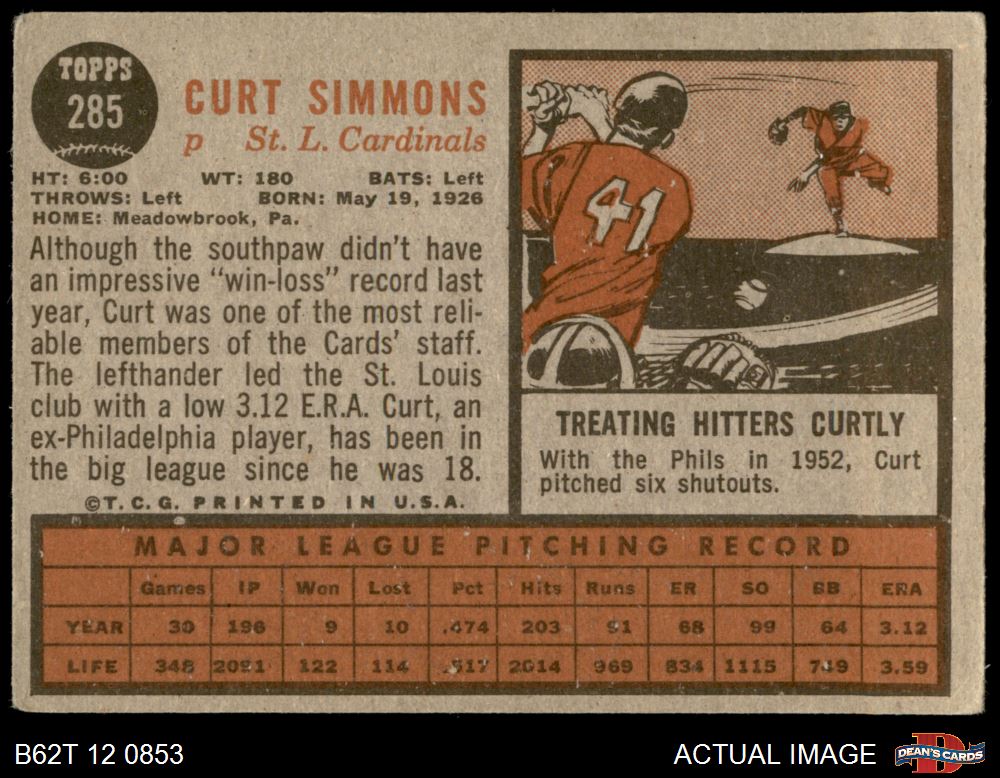 TOPPS
285
CURT SIMMONS
p St. L. Cardinals
HT: 6:00 WT: 180 BATS: Left
THROWS: Left BORN: May 19, 1926
HOME: Meadowbrook, Pa.
Although the southpaw didn't have
an impressive "win-loss" record last
year, Curt was one of the most reli-
able members of the Cards' staff.
The lefthander led the St. Louis
club with a low 3.12 E.R.A. Curt, an
ex-Philadelphia player, has been in
the big league since he was 18.
©T.C.G. PRINTED IN U.S.A.
41
TREATING HITTERS CURTLY
With the Phils in 1952, Curt
pitched six shutouts.
MAJOR LEAGUE PITCHING RECORD
Games IP Won Lost Pct Hits Runs ER SO BB ERA
YEAR 30 196 9 10 .474 203 91 68 99 64 3.12
LIFE 348 2091 122 114 .517 2014 969 834 1115 749 3.59
B62T 12 0853
ACTUAL IMAGE
DEAN'S CARDS